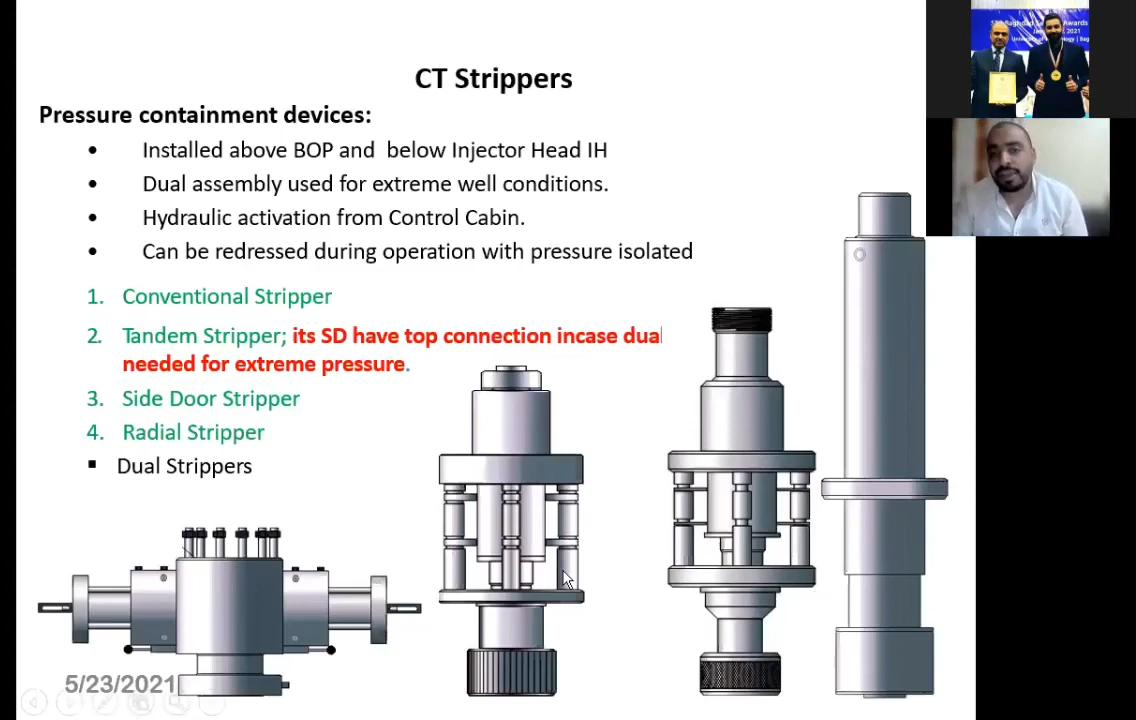 CT Strippers
Pressure containment devices:
• Installed above BOP and below Injector Head IH
• Dual assembly used for extreme well conditions.
• Hydraulic activation from Control Cabin.
• Can be redressed during operation with pressure isolated
1. Conventional Stripper
2. Tandem Stripper; its SD have top connection incase dual
needed for extreme pressure.
3. Side Door Stripper
4. Radial Stripper
▪ Dual Strippers
5/23/2021
Baghdad
Awards
2021